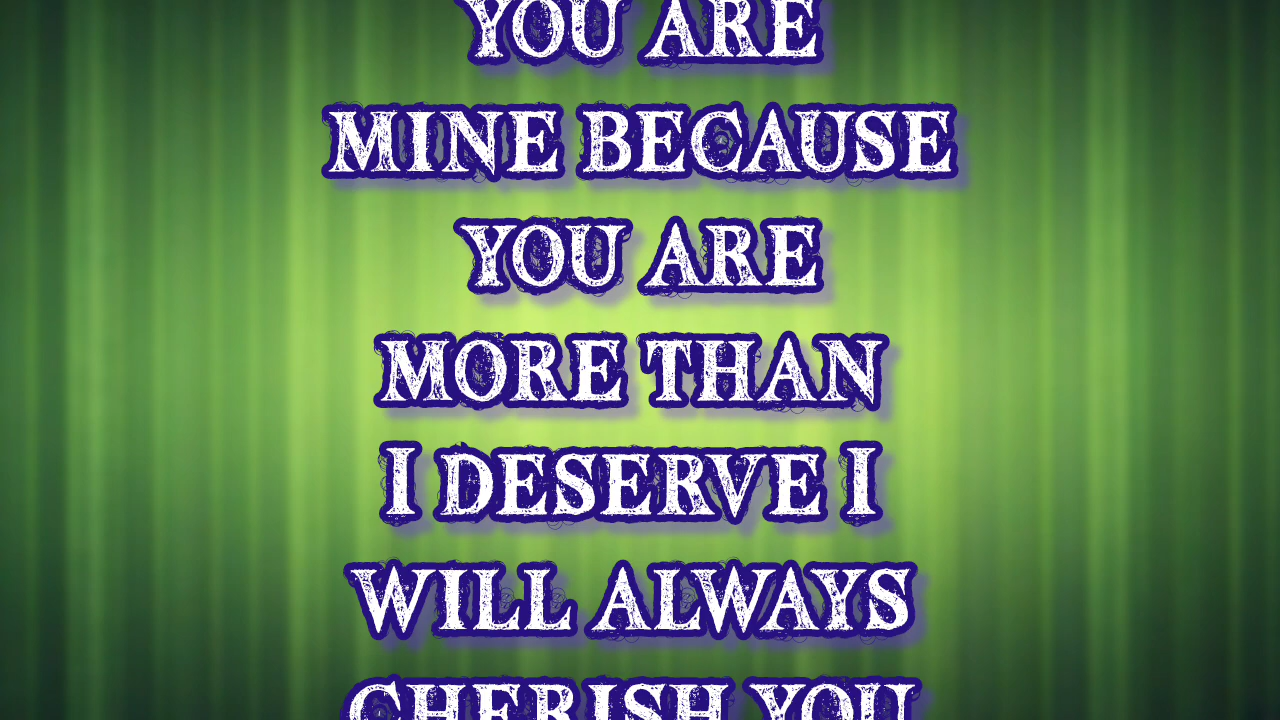 YOU ARE
MINE BECAUSE
YOU ARE
MORE THAN
I DESERVE I
WILL ALWAYS
CHERISH YOU